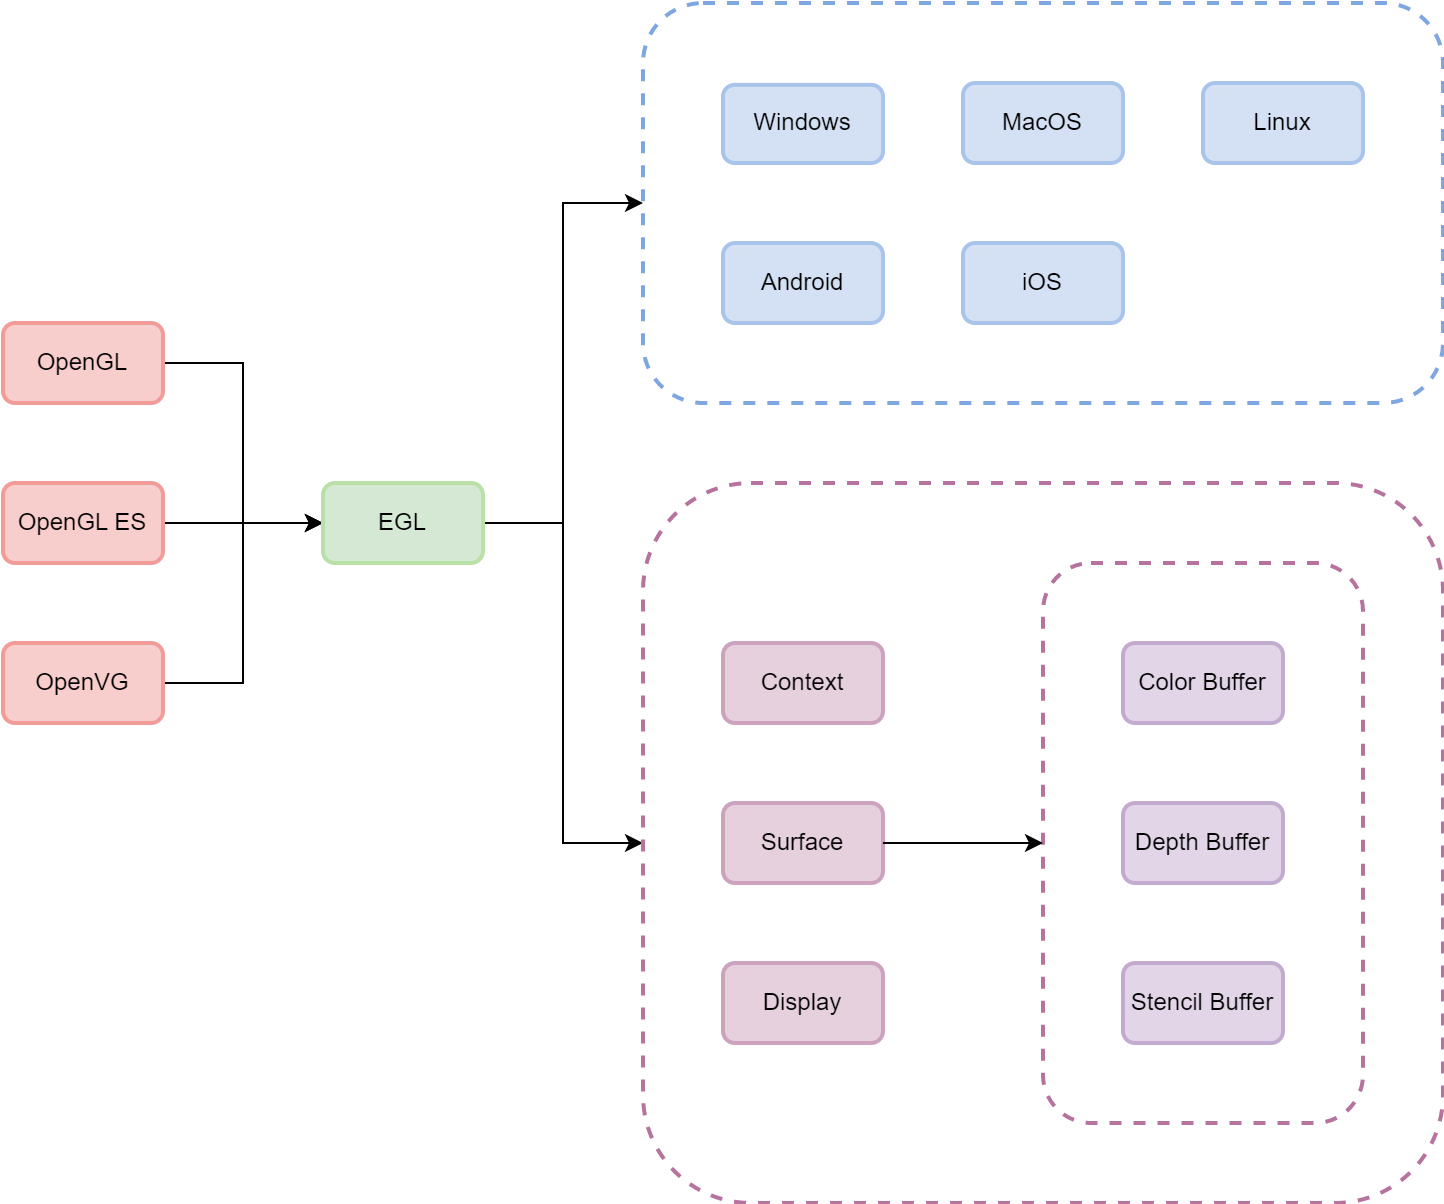 Windows
MacOS
Linux
Android
iOS
OpenGL
OpenGL ES
EGL
OpenVG
Context
Color Buffer
Surface
Depth Buffer
Display
Stencil Buffer